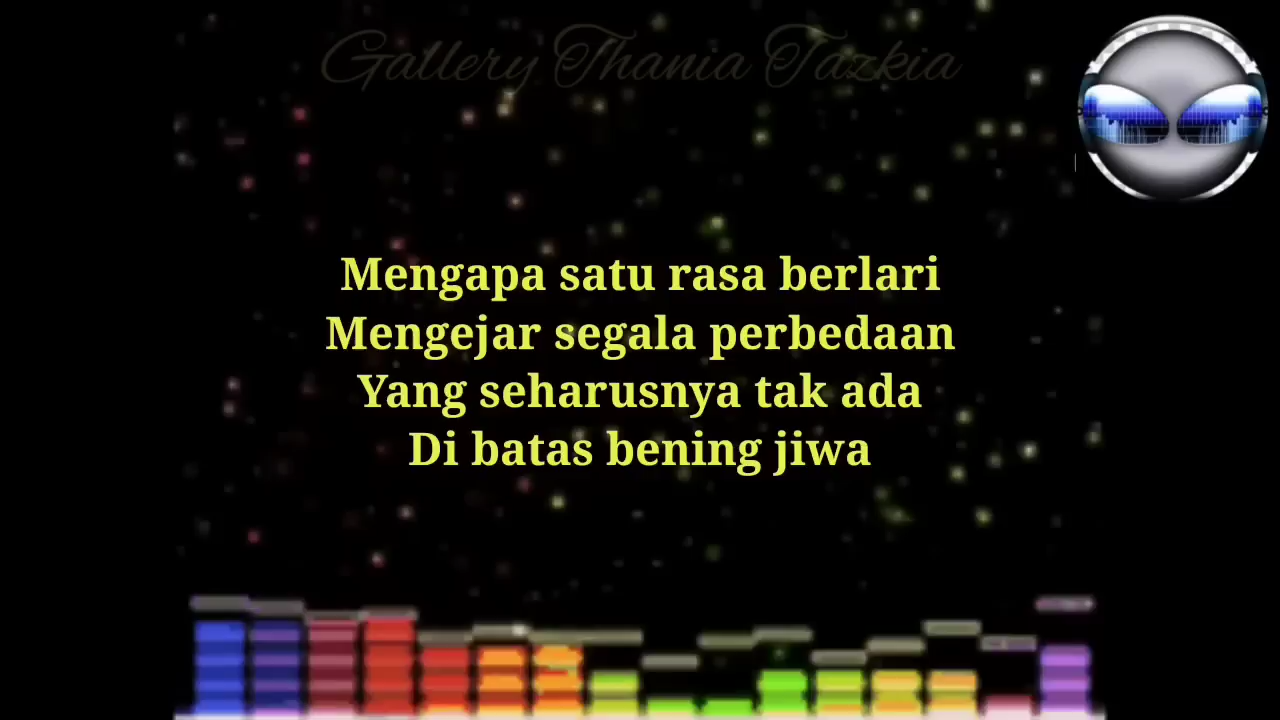 Gallery Thania Tazkia
Mengapa satu rasa berlari
Mengejar segala perbedaan
Yang seharusnya tak ada
Di batas bening jiwa